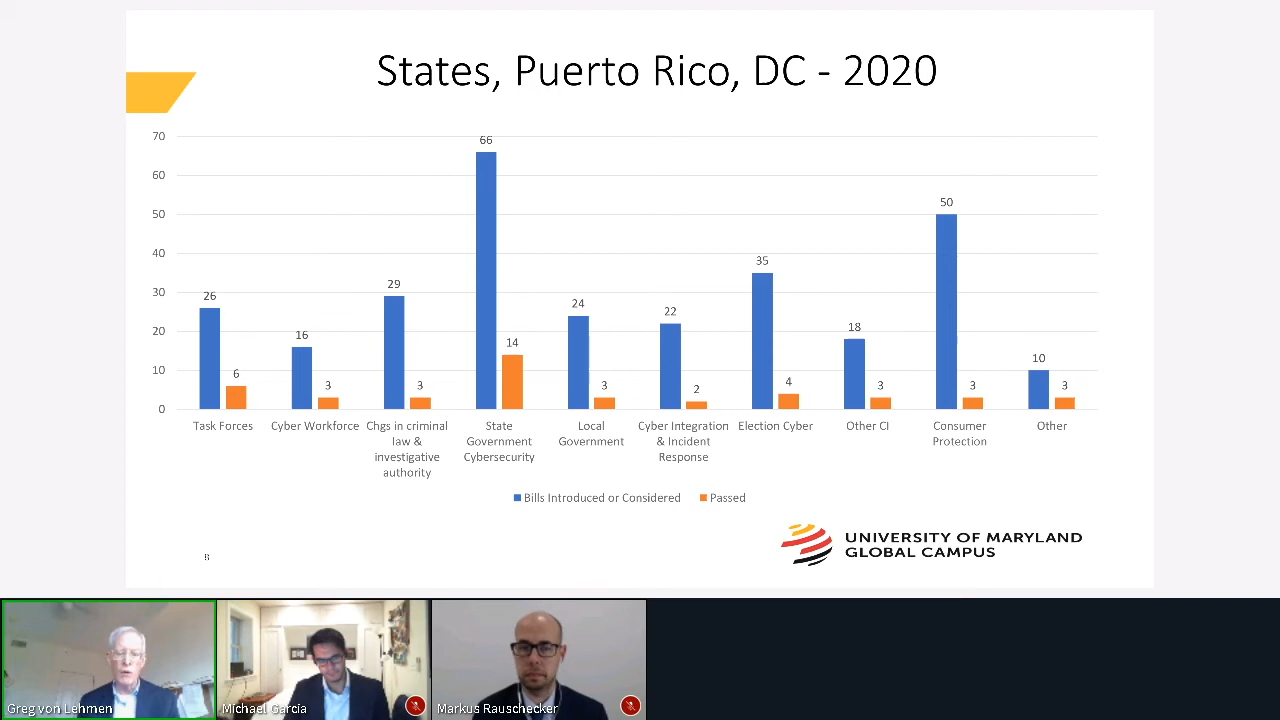 States, Puerto Rico, DC - 2020
70
60
50
40
30
20
10
0
26
6
16
3
29
3
66
14
24
3
22
2
35
4
18
3
50
3
10
3
Task Forces
Cyber Workforce
Chgs in criminal
law &
investigative
authority
State
Government
Cybersecurity
Local
Government
Cyber Integration
& Incident
Response
Election Cyber
Other CI
Consumer
Protection
Other
Bills Introduced or Considered
Passed
8
UNIVERSITY OF MARYLAND
GLOBAL CAMPUS
Greg von Lehmen
Michael Garcia
Markus Rauschecker